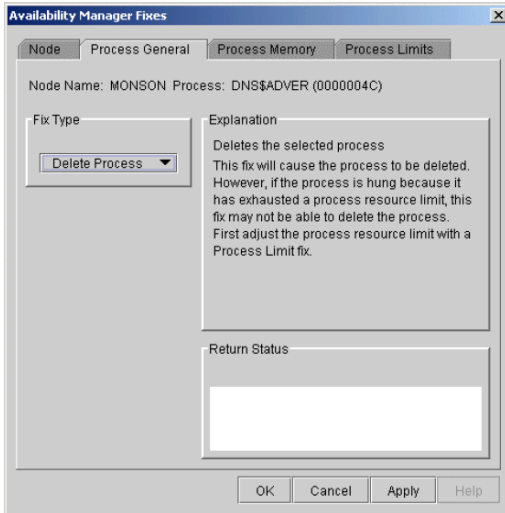 Availability Manager Fixes
Node Process General Process Memory Process Limits
Node Name: MONSON Process: DNS$ADVER (0000004C)
Fix Type
Delete Process
Explanation
Deletes the selected process
This fix will cause the process to be deleted.
However, if the process is hung because it
has exhausted a process resource limit, this
fix may not be able to delete the process.
First adjust the process resource limit with a
Process Limit fix.
Return Status
OK Cancel Apply Help